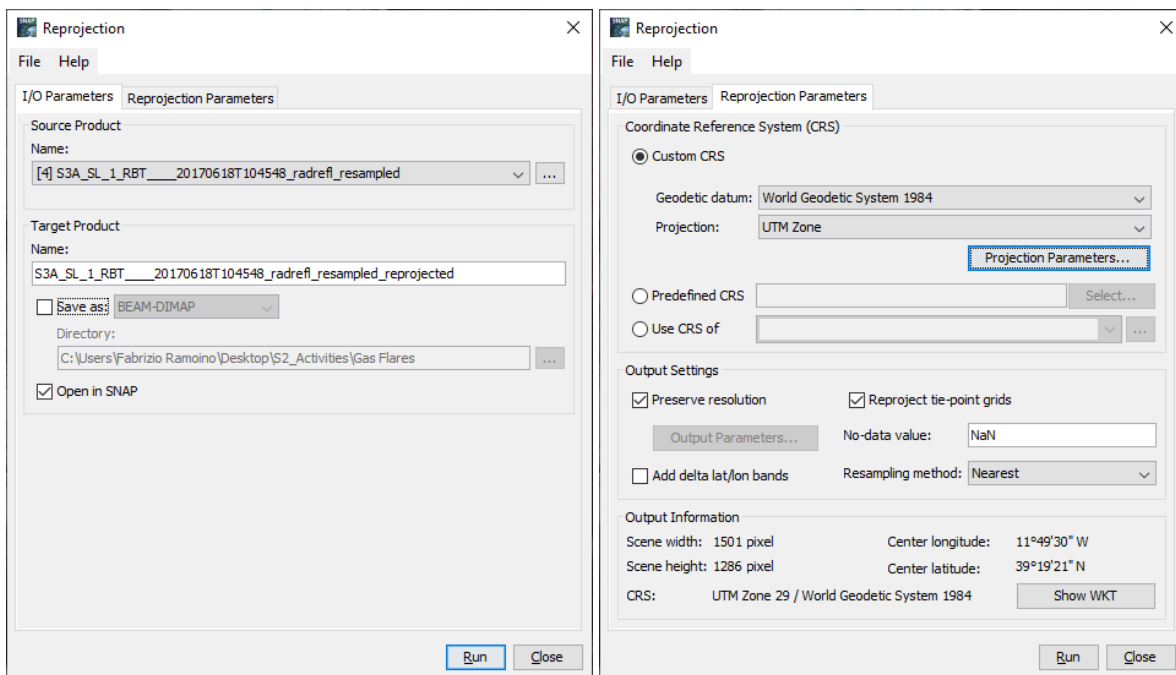 Reprojection
File Help
I/O Parameters Reprojection Parameters
Source Product
Name:
[4] S3A_SL_1_RBT____20170618T104548_radrefl_resampled ...
Target Product
Name:
S3A_SL_1_RBT____20170618T104548_radrefl_resampled_reprojected
Save as: BEAM-DIMAP
Directory:
C:\Users\Fabrizio Ramoino\Desktop\S2_Activities\Gas Flares ...
Open in SNAP
Run Close
Reprojection
File Help
I/O Parameters Reprojection Parameters
Coordinate Reference System (CRS)
Custom CRS
Geodetic datum: World Geodetic System 1984
Projection: UTM Zone
Projection Parameters...
Predefined CRS Select...
Use CRS of ...
Output Settings
Preserve resolution Reproject tie-point grids
Output Parameters... No-data value: NaN
Add delta lat/lon bands Resampling method: Nearest
Output Information
Scene width: 1501 pixel Center longitude: 11°49'30" W
Scene height: 1286 pixel Center latitude: 39°19'21" N
CRS: UTM Zone 29 / World Geodetic System 1984 Show WKT
Run Close